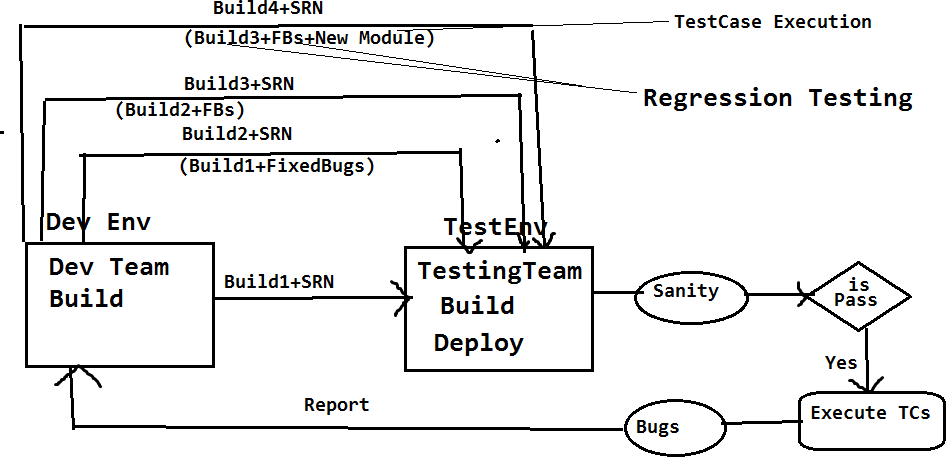 Build4+SRN
TestCase Execution
(Build3+FBs+New Module)
Build3+SRN
Regression Testing
(Build2+FBs)
Build2+SRN
(Build1+FixedBugs)
Dev Env
TestEnv
Dev Team
Build
Build1+SRN
TestingTeam
Build
Deploy
Sanity
is
Pass
Yes
Report
Bugs
Execute TCs